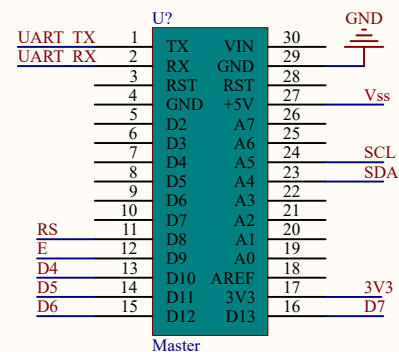 U?
GND
UART_TX 1 TX VIN 30
UART_RX 2 RX GND 29
3 RST RST 28
4 GND +5V 27 Vss
5 D2 A7 26
6 D3 A6 25
7 D4 A5 24 SCL
8 D5 A4 23 SDA
9 D6 A3 22
10 D7 A2 21
RS 11 D8 A1 20
E 12 D9 A0 19
D4 13 D10 AREF 18
D5 14 D11 3V3 17 3V3
D6 15 D12 D13 16 D7
Master